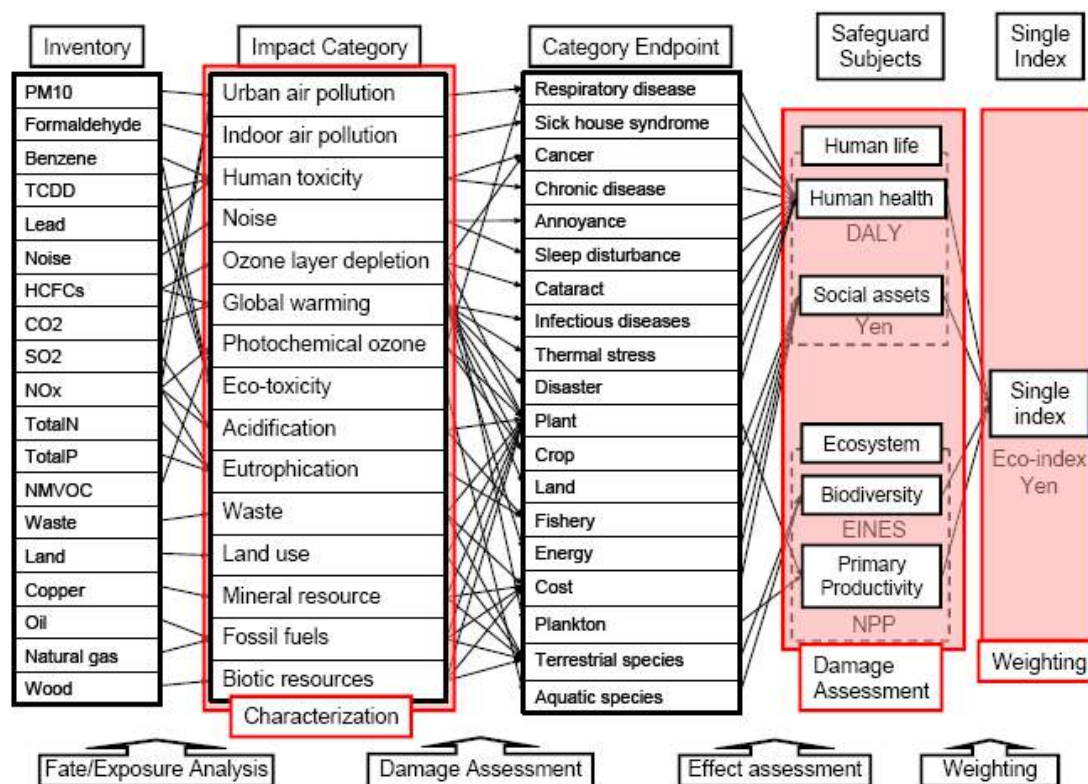 Inventory
Impact Category
Category Endpoint
Safeguard
Subjects
Single
Index
PM10
Formaldehyde
Benzene
TCDD
Lead
Noise
HCFCs
CO2
SO2
NOx
TotalN
TotalP
NMVOC
Waste
Land
Copper
Oil
Natural gas
Wood
Urban air pollution
Indoor air pollution
Human toxicity
Noise
Ozone layer depletion
Global warming
Photochemical ozone
Eco-toxicity
Acidification
Eutrophication
Waste
Land use
Mineral resource
Fossil fuels
Biotic resources
Characterization
Respiratory disease
Sick house syndrome
Cancer
Chronic disease
Annoyance
Sleep disturbance
Cataract
Infectious diseases
Thermal stress
Disaster
Plant
Crop
Land
Fishery
Energy
Cost
Plankton
Terrestrial species
Aquatic species
Human life
Human health
DALY
Social assets
Yen
Ecosystem
Biodiversity
EINES
Primary
Productivity
NPP
Damage
Assessment
Single
index
Eco-index
Yen
Weighting
Fate/Exposure Analysis
Damage Assessment
Effect assessment
Weighting